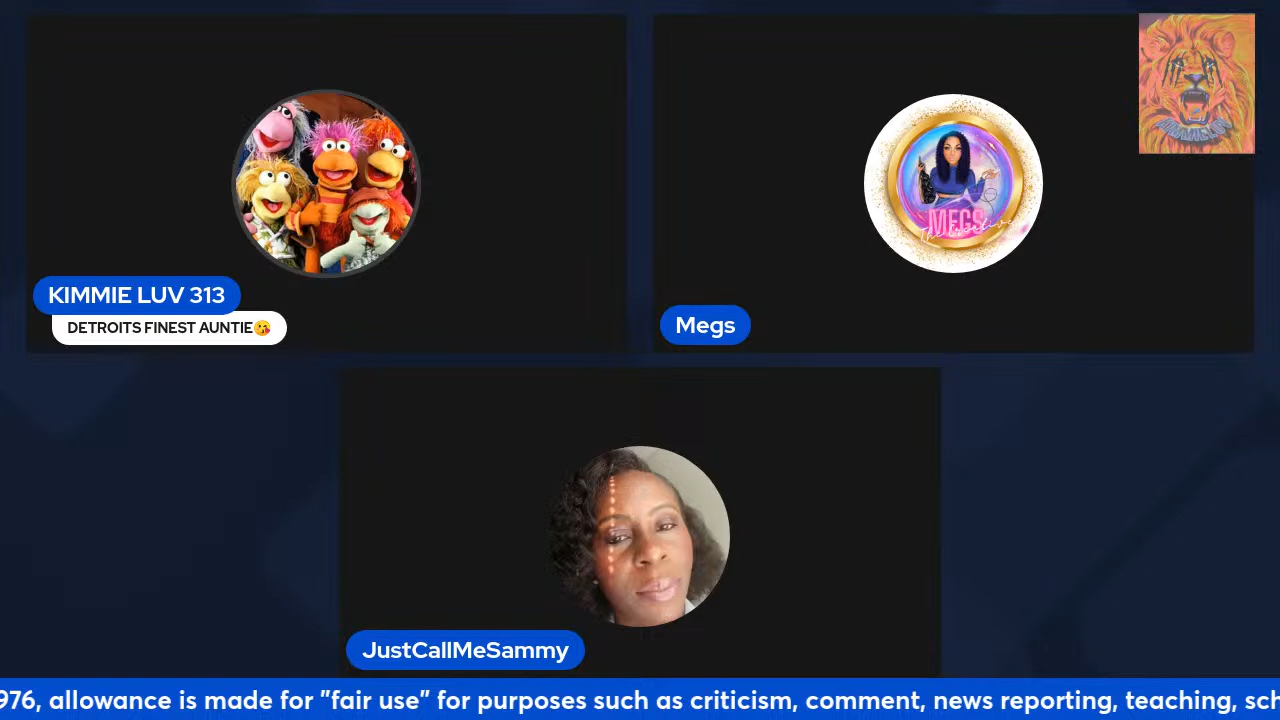 KIMMIE LUV 313
DETROITS FINEST AUNTIE😘
MEGS
Megs
JustCallMeSammy
976, allowance is made for "fair use" for purposes such as criticism, comment, news reporting, teaching, sch